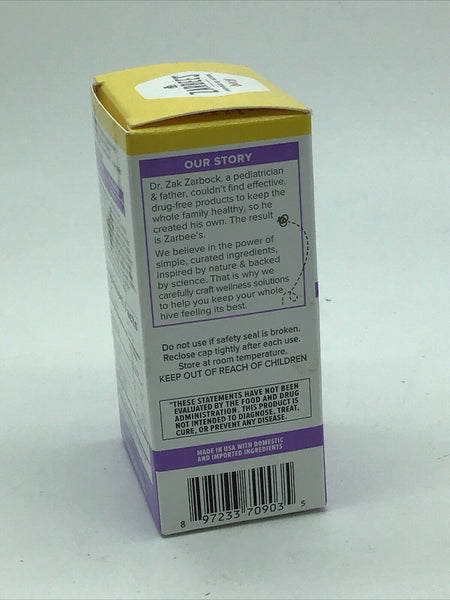 ZARBEE'S
OUR STORY
Dr. Zak Zarbock, a pediatrician
& father, couldn't find effective,
drug-free products to keep the
whole family healthy, so he
created his own. The result
is Zarbee's.
We believe in the power of
simple, curated ingredients,
inspired by nature & backed
by science. That is why we
carefully craft wellness solutions
to help you keep your whole
hive feeling its best.
Do not use if safety seal is broken.
Reclose cap tightly after each use.
Store at room temperature.
KEEP OUT OF REACH OF CHILDREN
*THESE STATEMENTS HAVE NOT BEEN
EVALUATED BY THE FOOD AND DRUG
ADMINISTRATION. THIS PRODUCT IS
NOT INTENDED TO DIAGNOSE, TREAT,
CURE, OR PREVENT ANY DISEASE.
MADE IN USA WITH DOMESTIC
AND IMPORTED INGREDIENTS
8 97233 70903 5